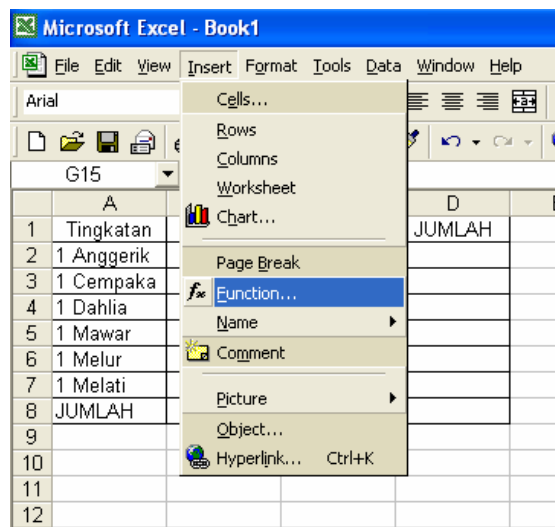 Microsoft Excel - Book1
File Edit View Insert Format Tools Data Window Help
Arial
Cells...
Rows
Columns
Worksheet
Chart...
Page Break
Function...
Name
Comment
Picture
Object...
Hyperlink... Ctrl+K
G15
A D
1 Tingkatan JUMLAH
2 1 Anggerik
3 1 Cempaka
4 1 Dahlia
5 1 Mawar
6 1 Melur
7 1 Melati
8 JUMLAH
9
10
11
12